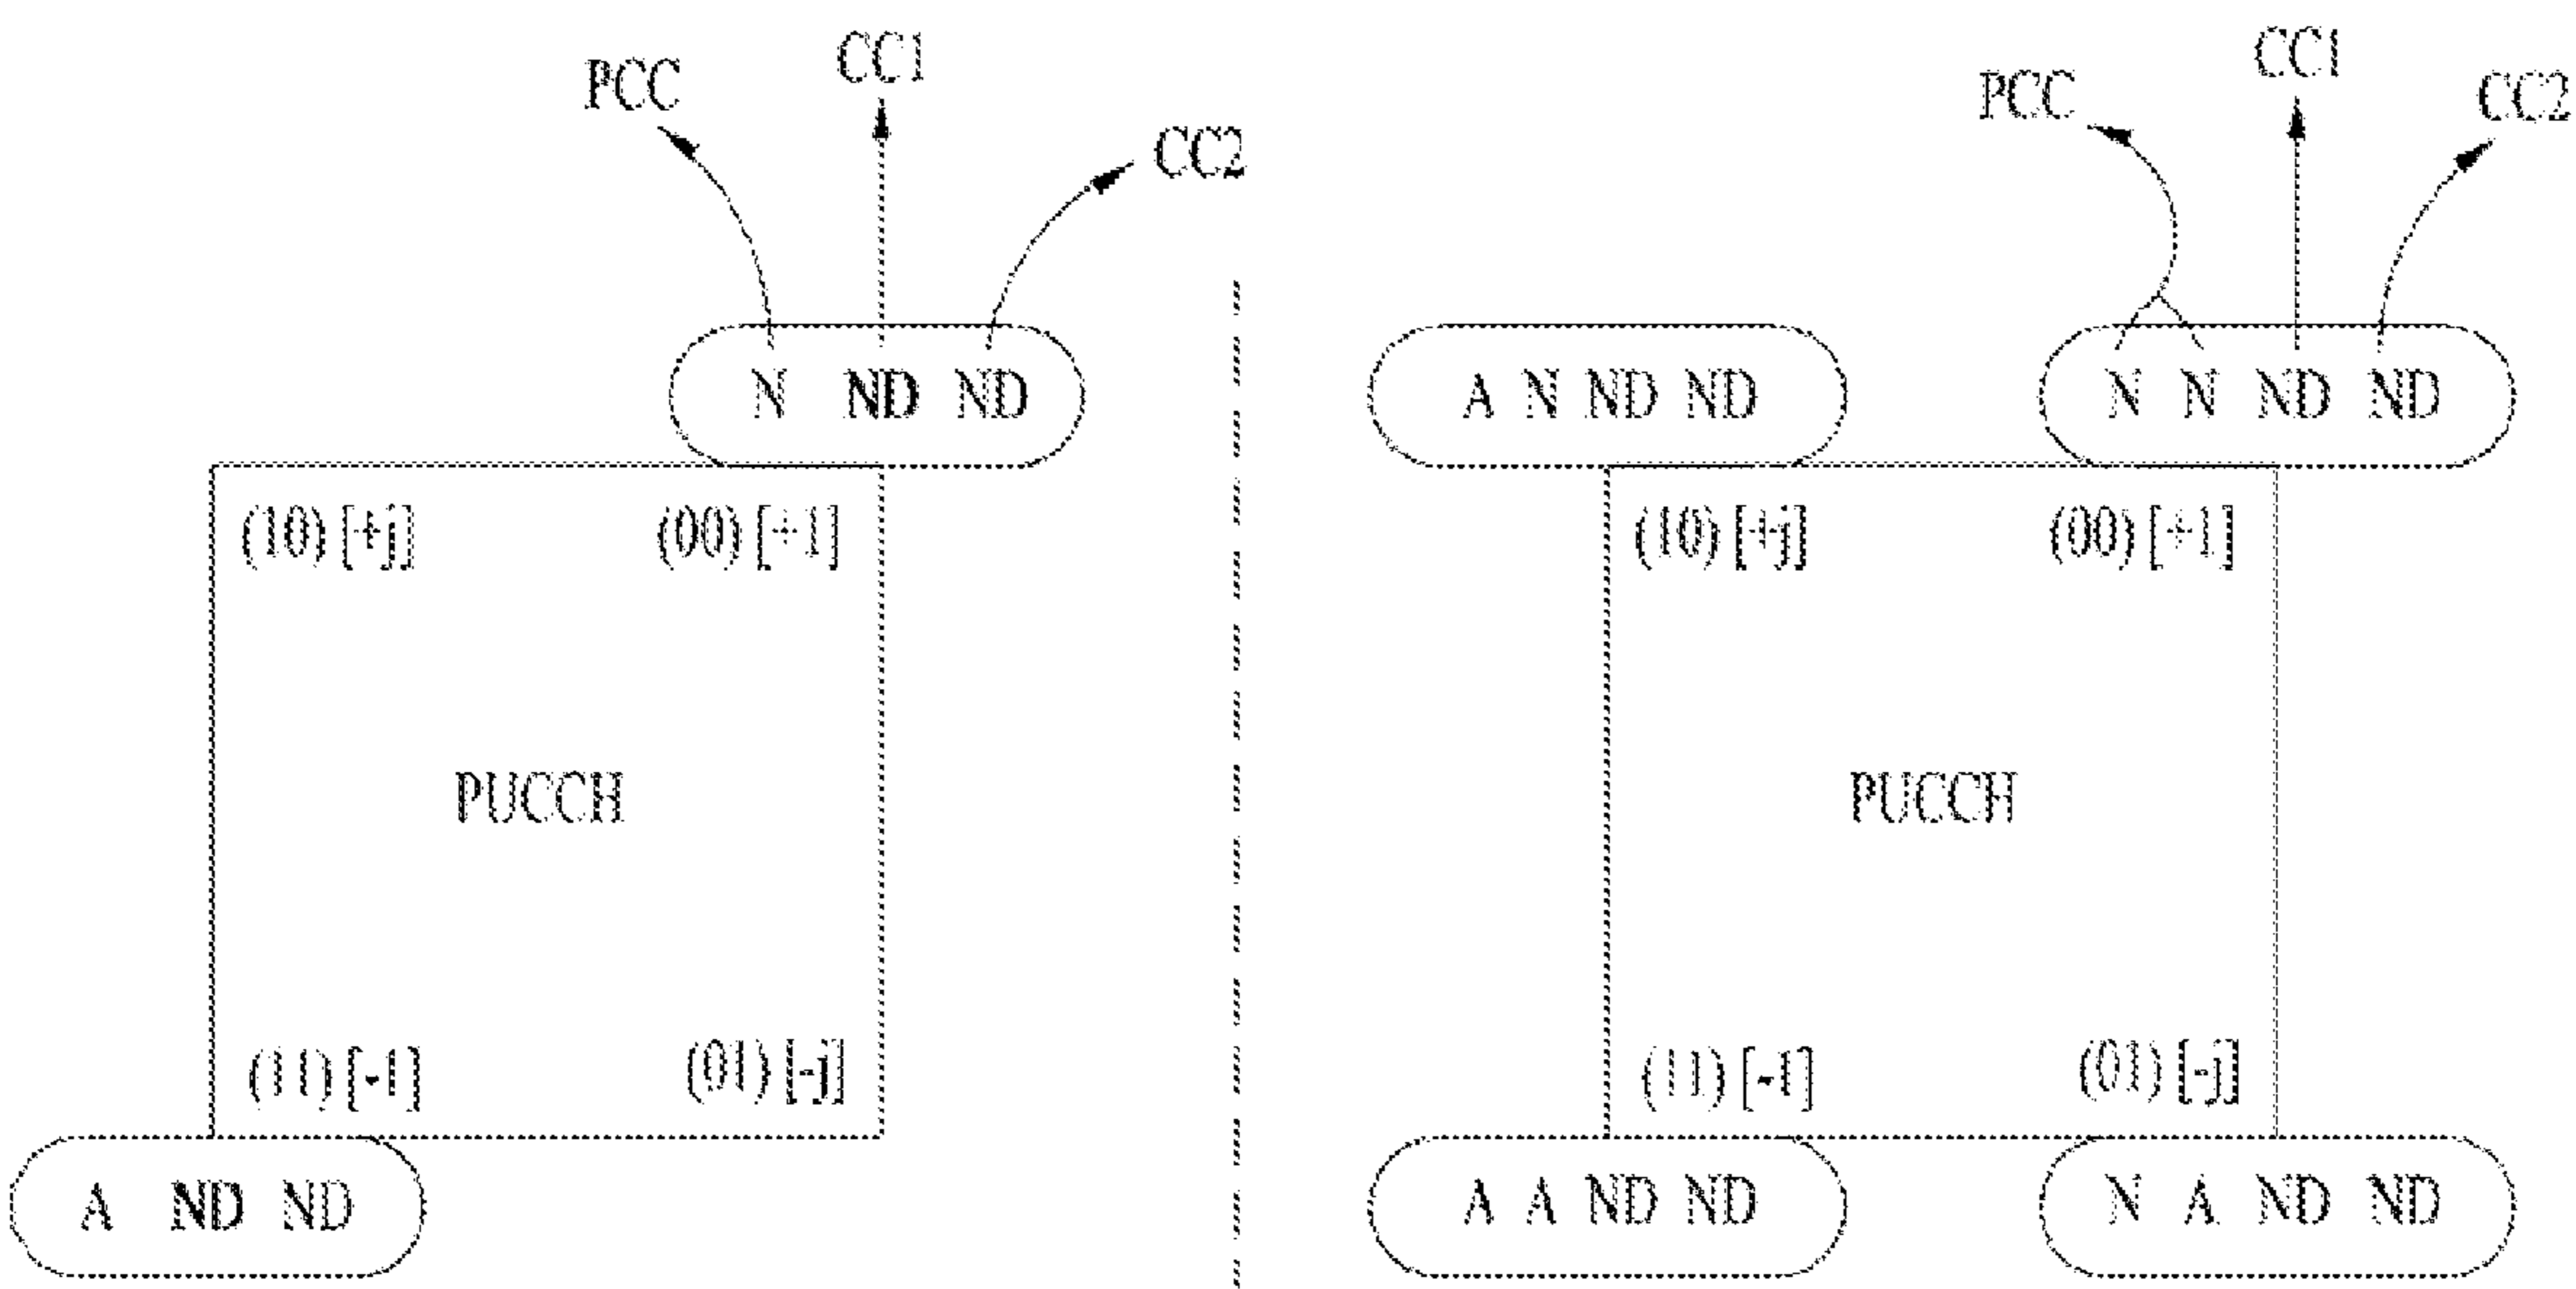 PCC CC1 CC2
N ND ND
(10) [+j] (00) [+1]
PUCCH
(11) [-1] (01) [-j]
A ND ND
PCC CC1 CC2
A N ND ND N N ND ND
(10) [+j] (00) [+1]
PUCCH
(11) [-1] (01) [-j]
A A ND ND N A ND ND